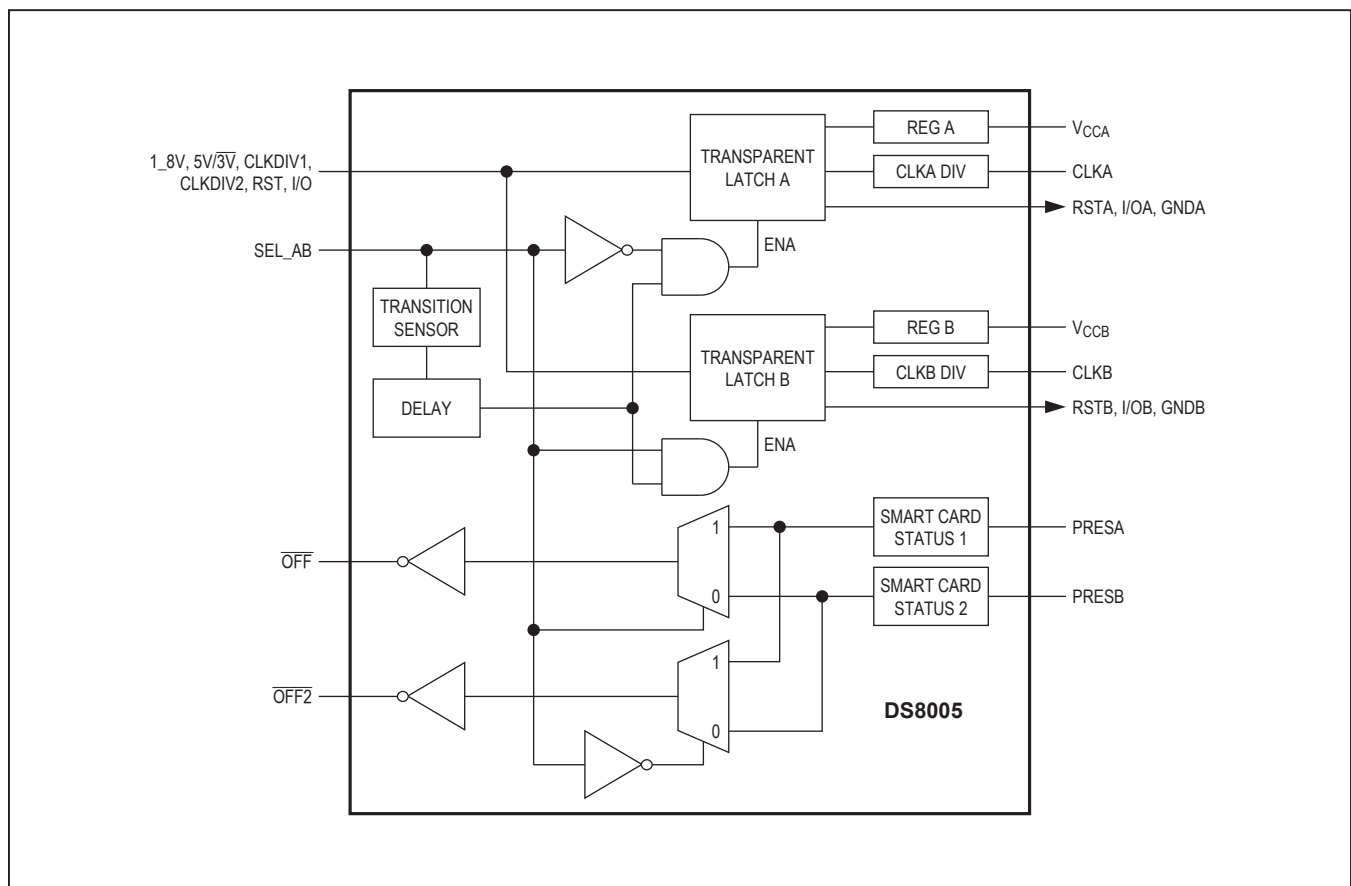 1_8V, 5V/3V, CLKDIV1,
CLKDIV2, RST, I/O
SEL_AB
TRANSITION
SENSOR
DELAY
TRANSPARENT
LATCH A
ENA
REG A
VCCA
CLKA DIV
CLKA
RSTA, I/OA, GNDA
TRANSPARENT
LATCH B
ENA
REG B
VCCB
CLKB DIV
CLKB
RSTB, I/OB, GNDB
OFF
1
0
SMART CARD
STATUS 1
PRESA
SMART CARD
STATUS 2
PRESB
OFF2
1
0
DS8005